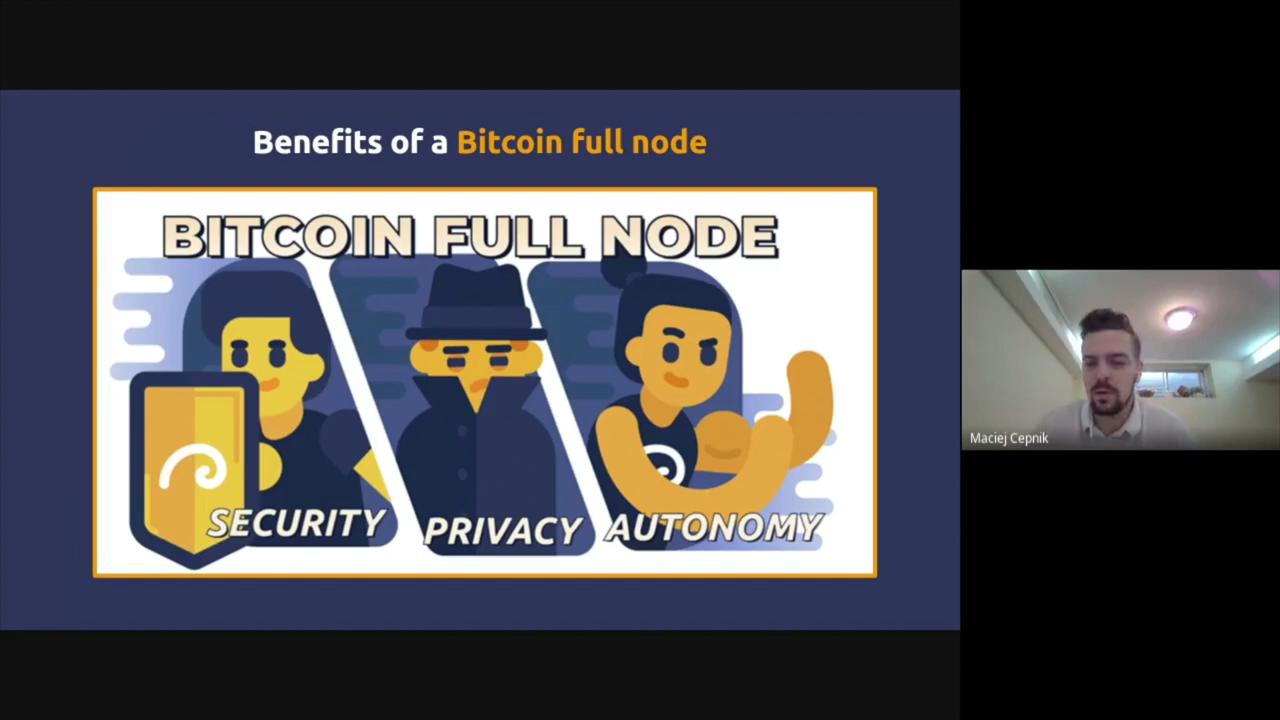 Benefits of a Bitcoin full node
BITCOIN FULL NODE
SECURITY
PRIVACY
AUTONOMY
Maciej Cepnik